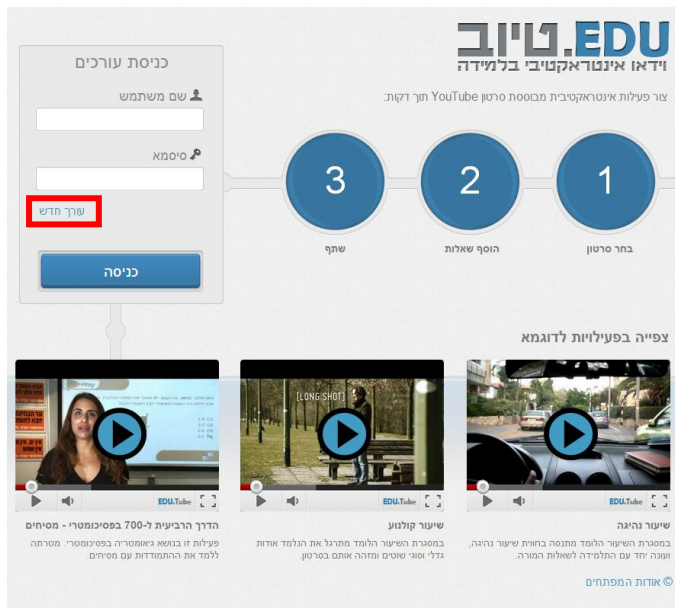 EDU.טיוב
וידאו אינטראקטיבי בלמידה
צור פעילות אינטראקטיבית מבוססת סרטון YouTube תוך דקות:
1
בחר סרטון
2
הוסף שאלות
3
שתף
כניסת עורכים
שם משתמש
סיסמא
עורך חדש
כניסה
צפייה בפעילויות לדוגמא
EDU.Tube
שיעור נהיגה
במסגרת השיעור הלומד מתנסה בחווית שיעור נהיגה,
ועונה יחד עם התלמידה לשאלות המורה.
[LONG SHOT]
EDU.Tube
שיעור קולנוע
במסגרת השיעור הלומד מתרגל את הנלמד אודות
גדלי וסוגי שוטים ומזהה אותם בסרטון.
EDU.Tube
הדרך הרביעית ל-700 בפסיכומטרי - מסיחים
פעילות זו בנושא גיאומטריה בפסיכומטרי. מטרתה
ללמד את ההתמודדות עם מסיחים.
© אודות המפתחים